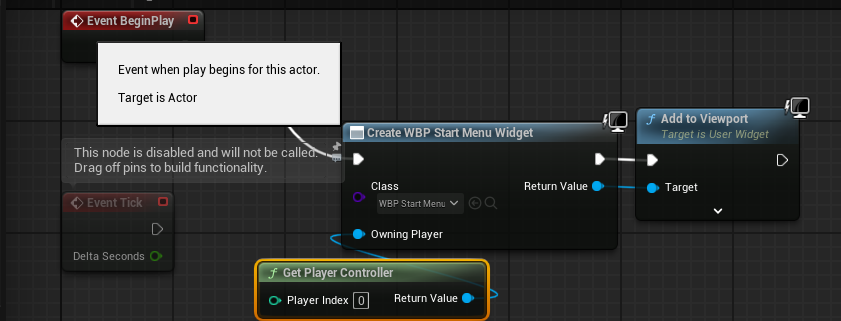 Event BeginPlay
Event when play begins for this actor.
Target is Actor
This node is disabled and will not be called.
Drag off pins to build functionality.
Event Tick
Delta Seconds
Create WBP Start Menu Widget
Class
WBP Start Menu
Return Value
Owning Player
Add to Viewport
Target is User Widget
Target
Get Player Controller
Player Index 0
Return Value